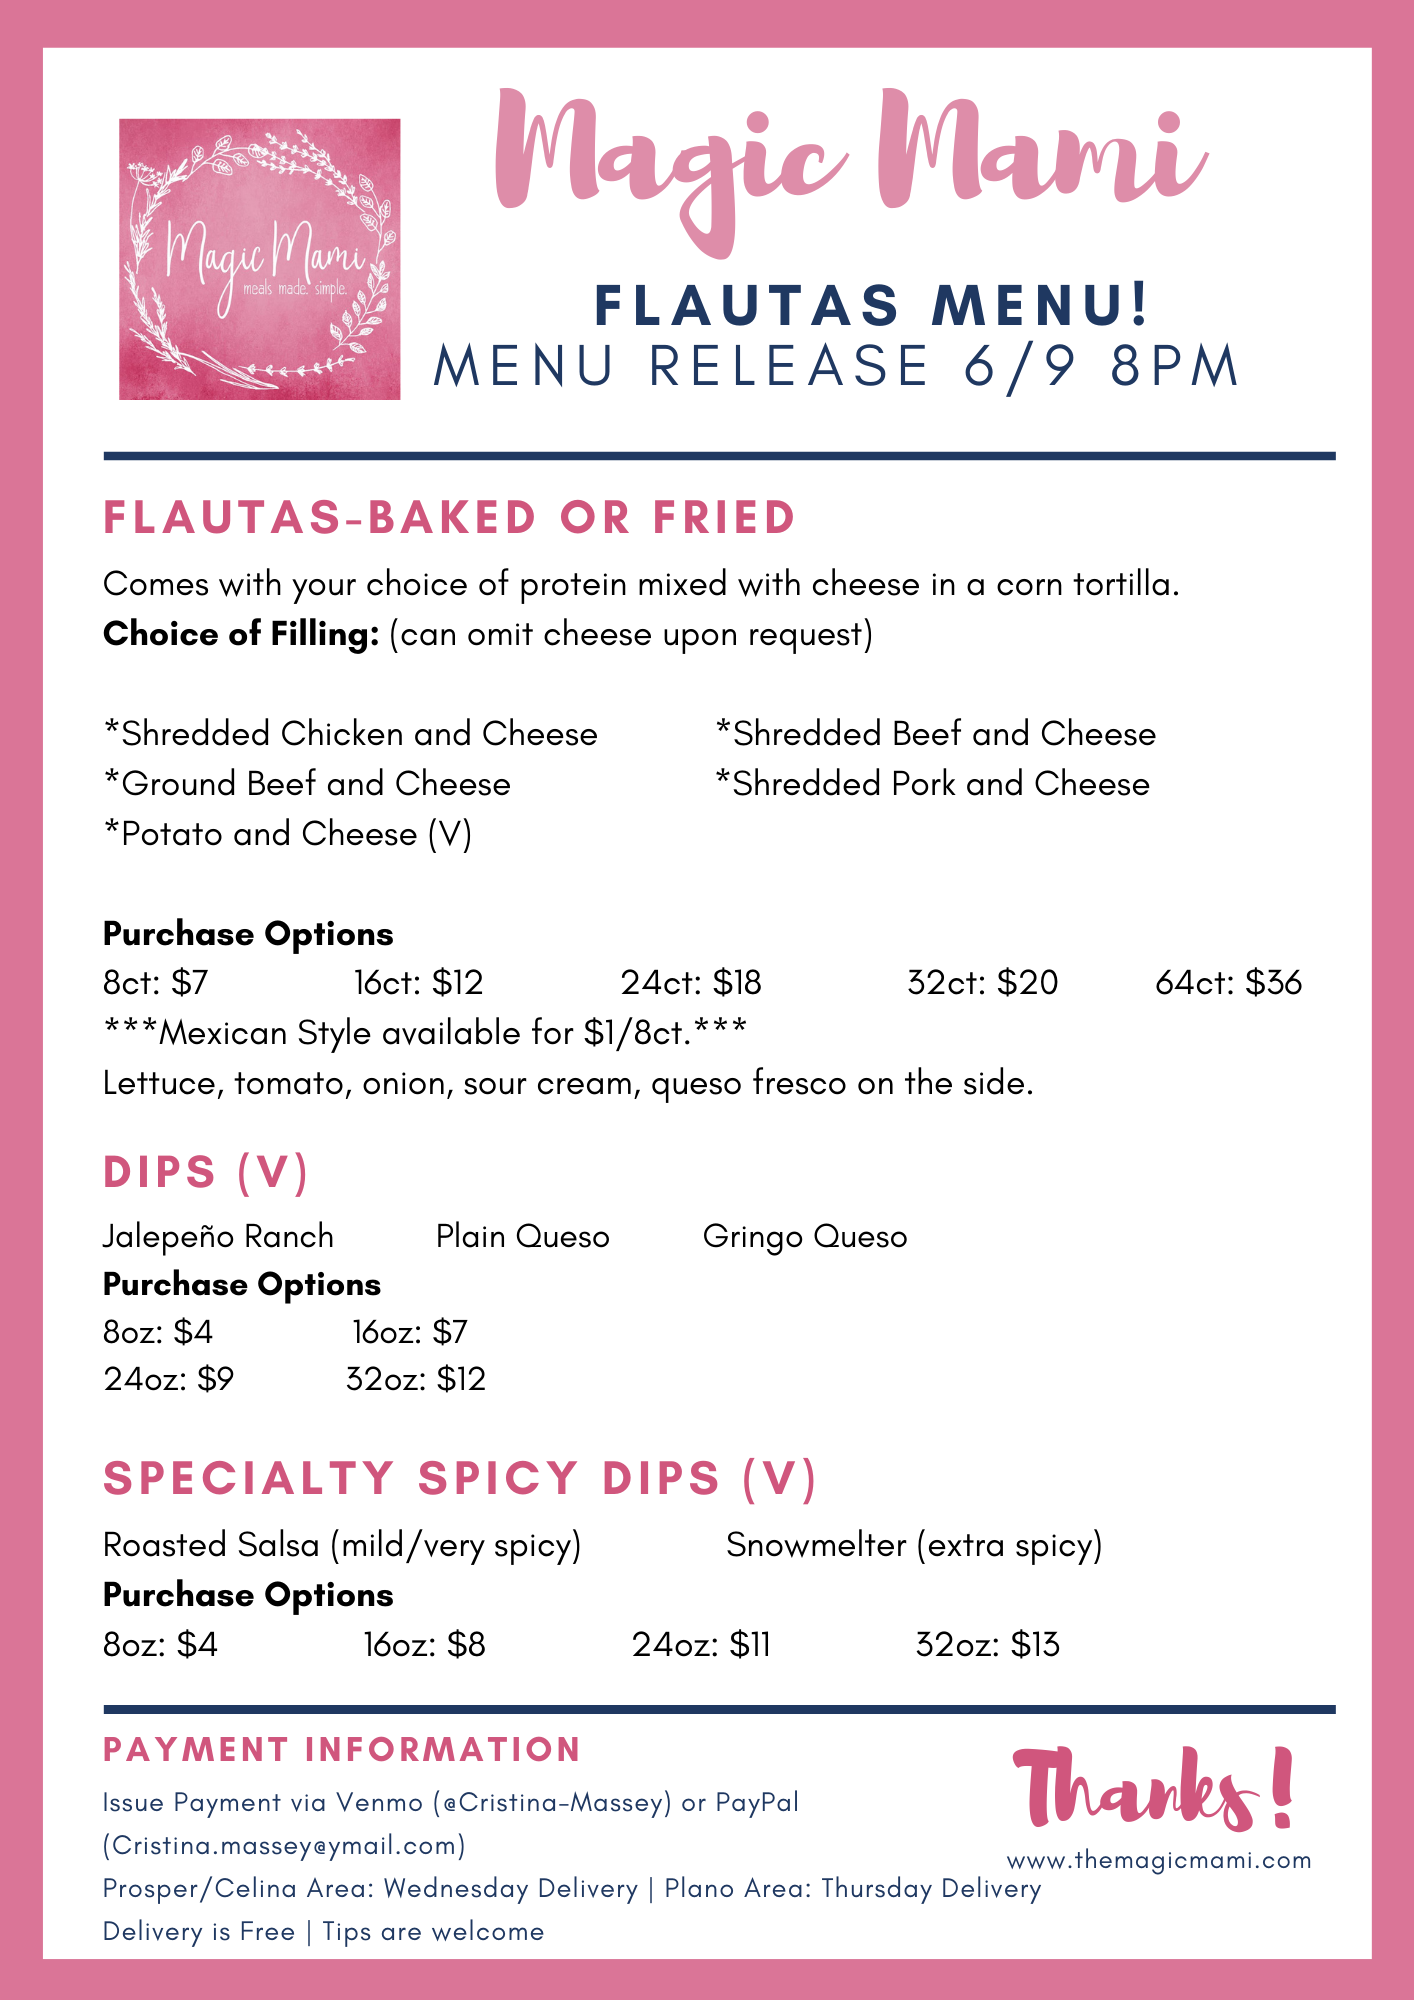 Magic Mami
meals made. simple.
Magic Mami
FLAUTAS MENU!
MENU RELEASE 6/9 8PM
FLAUTAS-BAKED OR FRIED
Comes with your choice of protein mixed with cheese in a corn tortilla.
Choice of Filling: (can omit cheese upon request)
*Shredded Chicken and Cheese *Shredded Beef and Cheese
*Ground Beef and Cheese *Shredded Pork and Cheese
*Potato and Cheese (V)
Purchase Options
8ct: $7 16ct: $12 24ct: $18 32ct: $20 64ct: $36
***Mexican Style available for $1/8ct.***
Lettuce, tomato, onion, sour cream, queso fresco on the side.
DIPS (V)
Jalepeño Ranch Plain Queso Gringo Queso
Purchase Options
8oz: $4 16oz: $7
24oz: $9 32oz: $12
SPECIALTY SPICY DIPS (V)
Roasted Salsa (mild/very spicy) Snowmelter (extra spicy)
Purchase Options
8oz: $4 16oz: $8 24oz: $11 32oz: $13
PAYMENT INFORMATION
Issue Payment via Venmo (@Cristina-Massey) or PayPal
(Cristina.massey@ymail.com)
Prosper/Celina Area: Wednesday Delivery | Plano Area: Thursday Delivery
Delivery is Free | Tips are welcome
Thanks!
www.themagicmami.com